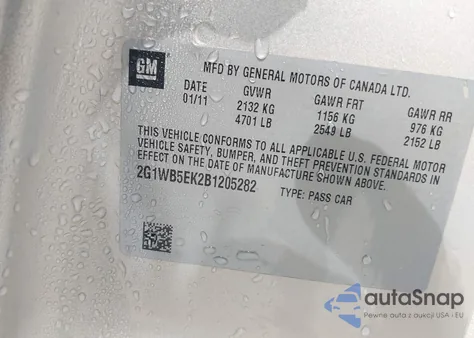 GM
MFD BY GENERAL MOTORS OF CANADA LTD.
DATE GVWR GAWR FRT GAWR RR
01/11 2132 KG 1156 KG 976 KG
4701 LB 2549 LB 2152 LB
THIS VEHICLE CONFORMS TO ALL APPLICABLE U.S. FEDERAL MOTOR
VEHICLE SAFETY, BUMPER, AND THEFT PREVENTION STANDARDS IN
EFFECT ON THE DATE OF MANUFACTURE SHOWN ABOVE.
2G1WB5EK2B1205282 TYPE: PASS CAR
autoSnap
Pewne auta z aukcji USA - EU